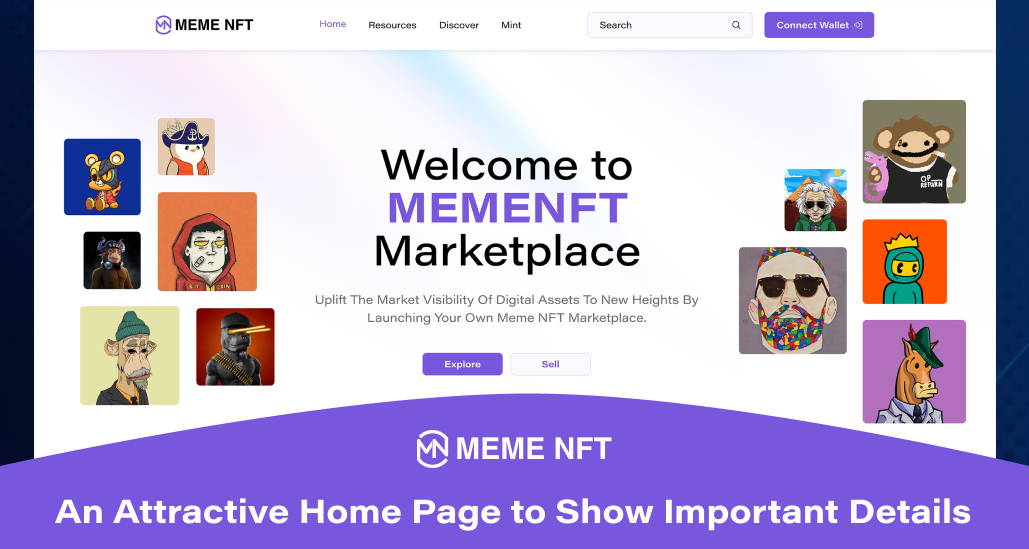 MEME NFT
Home
Resources
Discover
Mint
Search
Connect Wallet
Welcome to
MEMENFT
Marketplace
Uplift The Market Visibility Of Digital Assets To New Heights By
Launching Your Own Meme NFT Marketplace.
Explore
Sell
OP_
RETURN
MEME NFT
An Attractive Home Page to Show Important Details